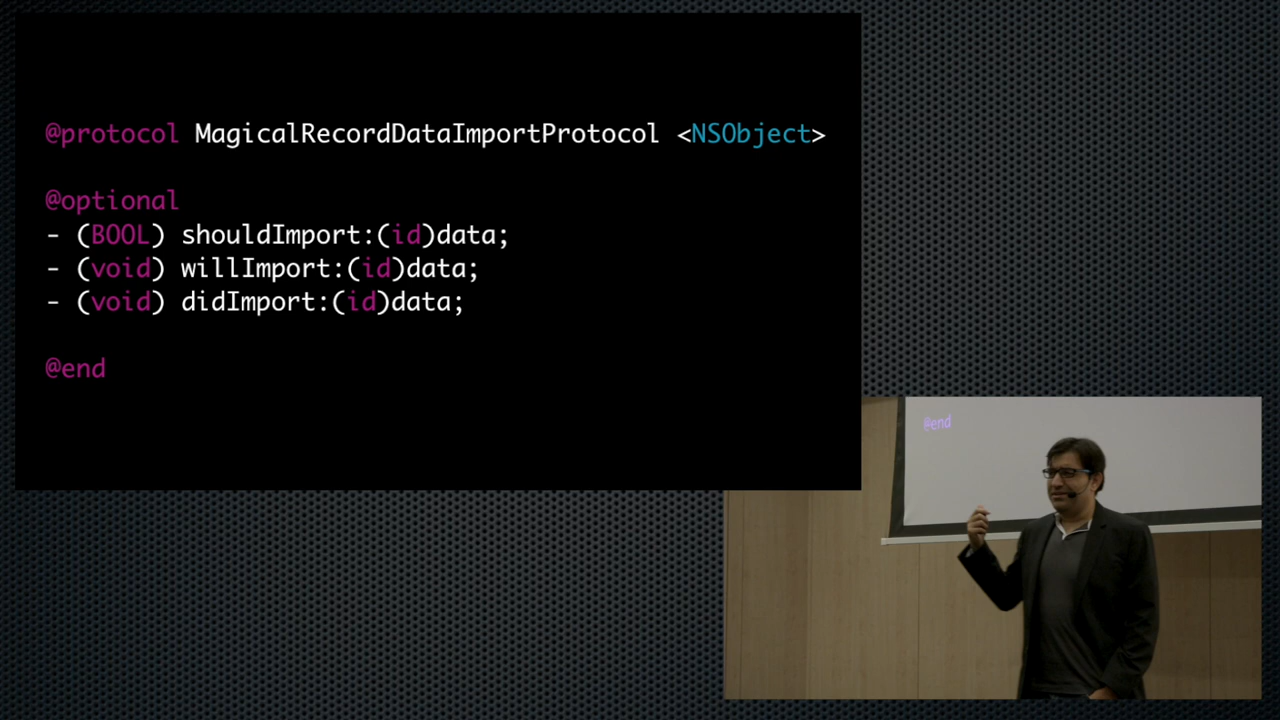 @protocol MagicalRecordDataImportProtocol <NSObject>
@optional
- (BOOL) shouldImport:(id)data;
- (void) willImport:(id)data;
- (void) didImport:(id)data;
@end
@end